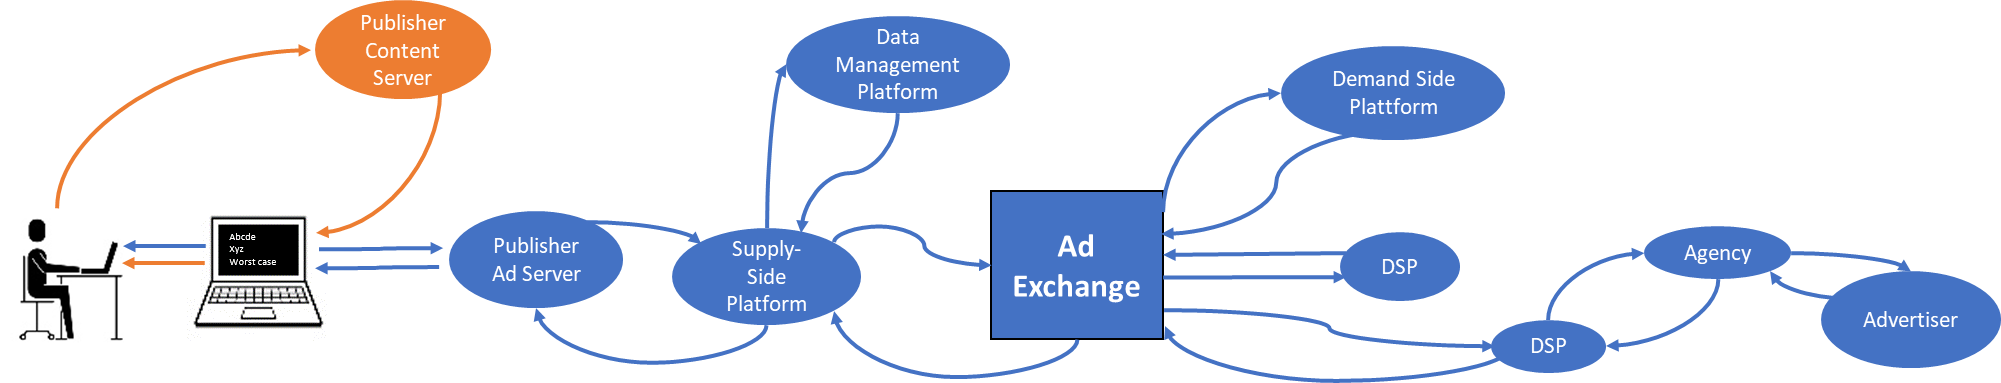 Publisher
Content
Server
Data
Management
Platform
Demand Side
Plattform
Abcde
Xyz
Worst case
Publisher
Ad Server
Supply-
Side
Platform
Ad
Exchange
DSP
Agency
DSP
Advertiser